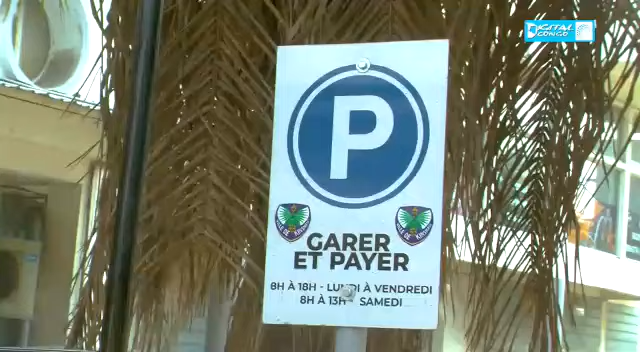 DIGITAL
CONGO
P
GARER
ET PAYER
8H À 18H - LUNDI À VENDREDI
8H À 13H - SAMEDI